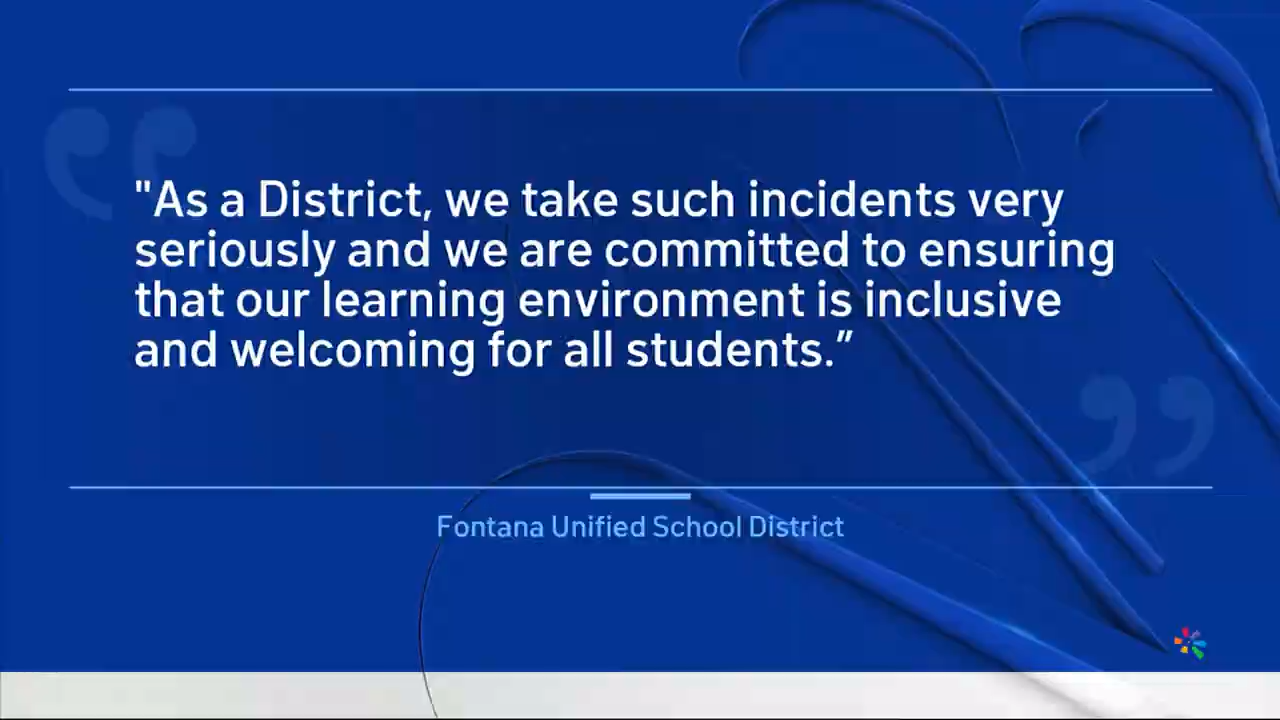 "As a District, we take such incidents very
seriously and we are committed to ensuring
that our learning environment is inclusive
and welcoming for all students.”
Fontana Unified School District